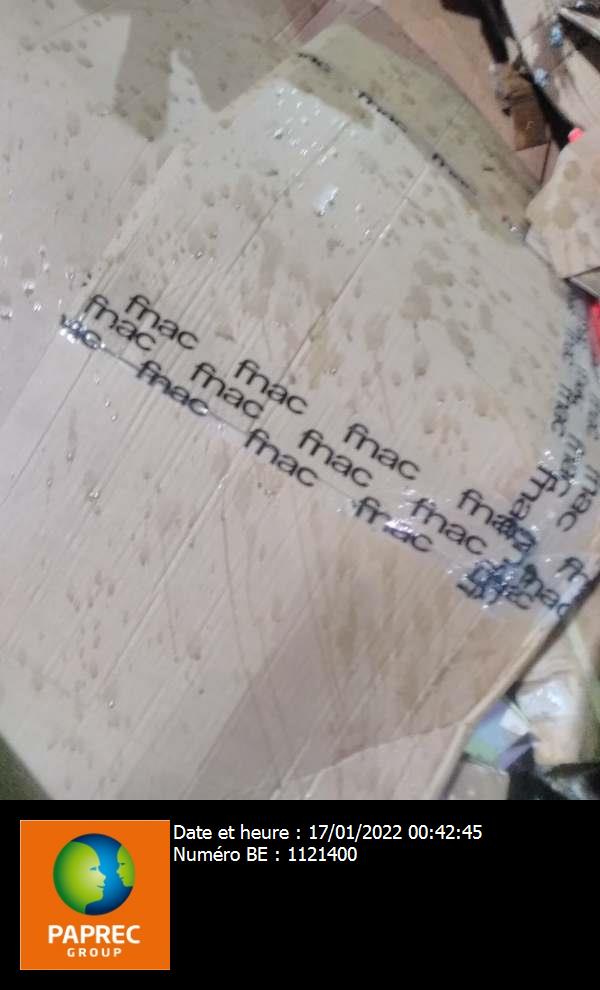 fnac
fnac fnac fnac fnac
fnac fnac fnac fnac fnac
fnac fnac fnac
Date et heure : 17/01/2022 00:42:45
Numéro BE : 1121400
PAPREC
GROUP